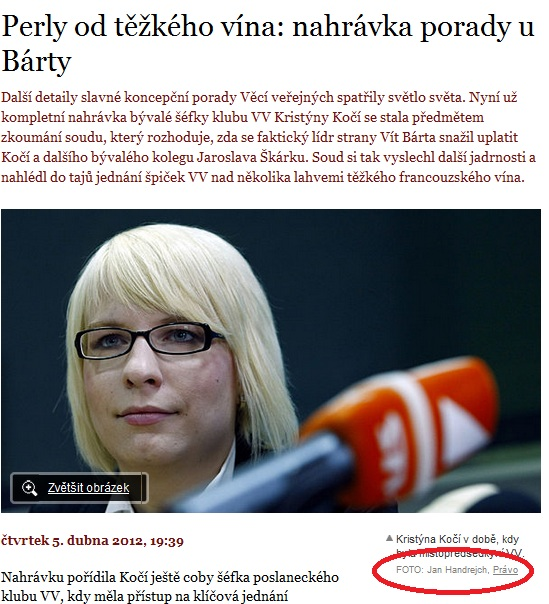 Perly od těžkého vína: nahrávka porady u
Bárty
Další detaily slavné koncepční porady Věcí veřejných spatřily světlo světa. Nyní už
kompletní nahrávka bývalé šéfky klubu VV Kristýny Kočí se stala předmětem
zkoumání soudu, který rozhoduje, zda se faktický lídr strany Vít Bárta snažil uplatit
Kočí a dalšího bývalého kolegu Jaroslava Škárku. Soud si tak vyslechl další jadrnosti a
nahlédl do tajů jednání špiček VV nad několika lahvemi těžkého francouzského vína.
Zvětšit obrázek
čtvrtek 5. dubna 2012, 19:39
Kristýna Kočí v době, kdy
byla místopředsedkyní VV.
FOTO: Jan Handrejch, Právo
Nahrávku pořídila Kočí ještě coby šéfka poslaneckého
klubu VV, kdy měla přístup na klíčová jednání